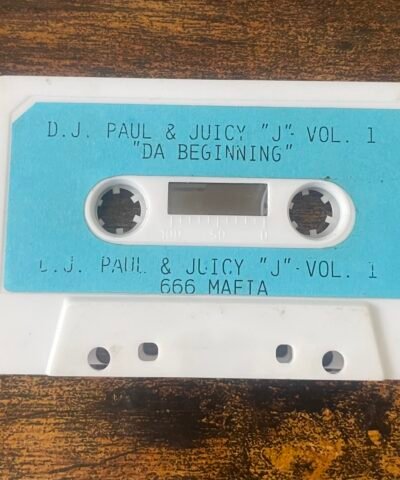 D.J. PAUL & JUICY "J" VOL. 1
"DA BEGINNING"
100 50 0
D.J. PAUL & JUICY "J" VOL. 1
666 MAFIA